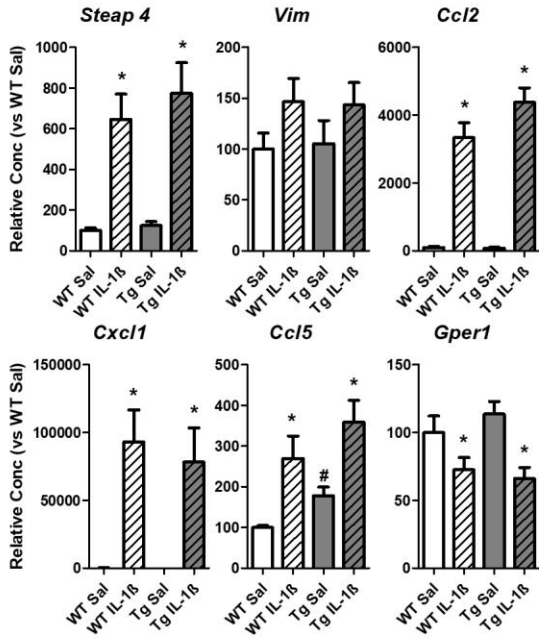 Steap 4
Relative Conc (vs WT Sal)
1000
800
600
400
200
0
*
*
WT Sal
WT IL-1ß
Tg Sal
Tg IL-1ß
Vim
200
150
100
50
0
WT Sal
WT IL-1ß
Tg Sal
Tg IL-1ß
Ccl2
6000
4000
2000
0
*
*
WT Sal
WT IL-1ß
Tg Sal
Tg IL-1ß
Cxcl1
Relative Conc (vs WT Sal)
150000
100000
50000
0
*
*
WT Sal
WT IL-1ß
Tg Sal
Tg IL-1ß
Ccl5
500
400
300
200
100
0
*
#
*
WT Sal
WT IL-1ß
Tg Sal
Tg IL-1ß
Gper1
150
100
50
0
*
*
WT Sal
WT IL-1ß
Tg Sal
Tg IL-1ß